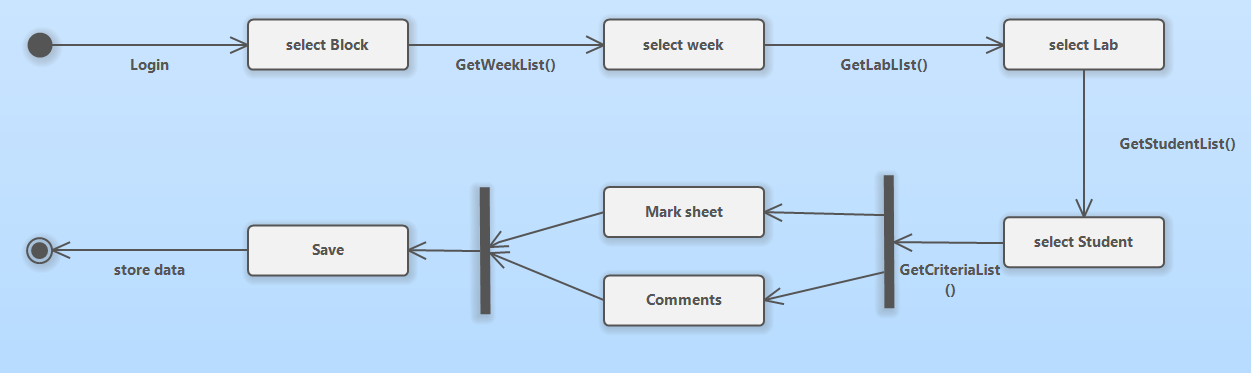 select Block
select week
select Lab
Login
GetWeekList()
GetLabLIst()
GetStudentList()
Mark sheet
select Student
Save
store data
GetCriteriaList
()
Comments